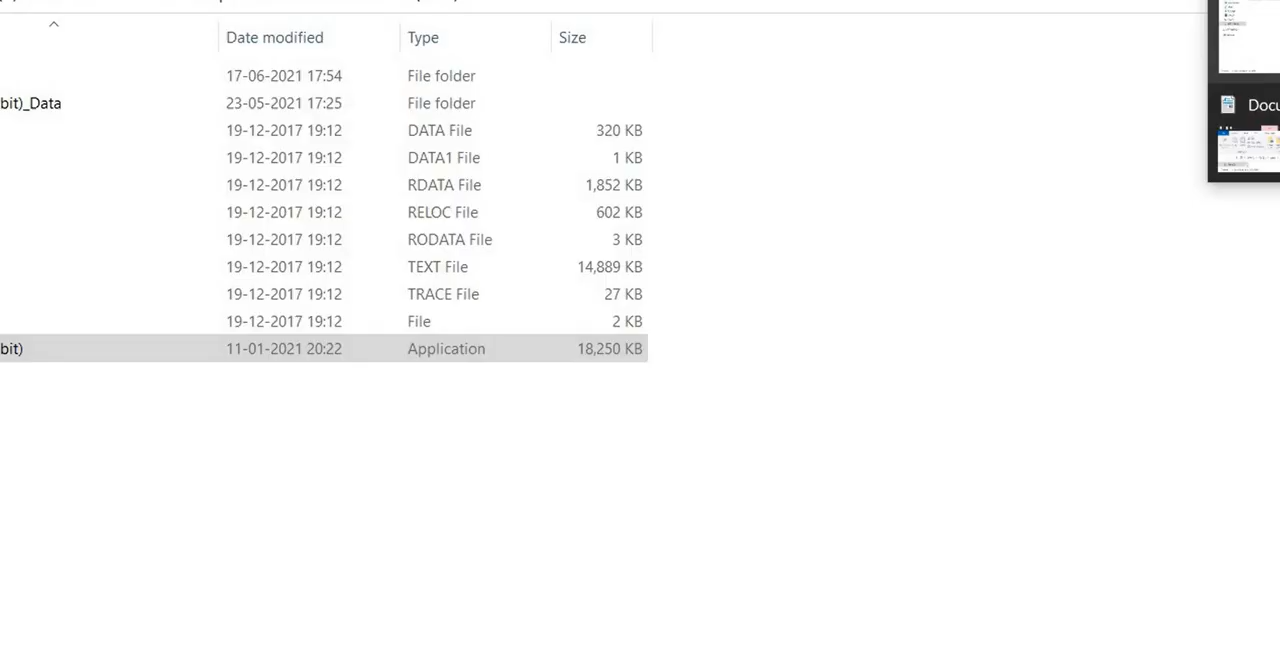 Date modified Type Size
17-06-2021 17:54 File folder
bit)_Data 23-05-2021 17:25 File folder
19-12-2017 19:12 DATA File 320 KB
19-12-2017 19:12 DATA1 File 1 KB
19-12-2017 19:12 RDATA File 1,852 KB
19-12-2017 19:12 RELOC File 602 KB
19-12-2017 19:12 RODATA File 3 KB
19-12-2017 19:12 TEXT File 14,889 KB
19-12-2017 19:12 TRACE File 27 KB
19-12-2017 19:12 File 2 KB
bit) 11-01-2021 20:22 Application 18,250 KB
Docu